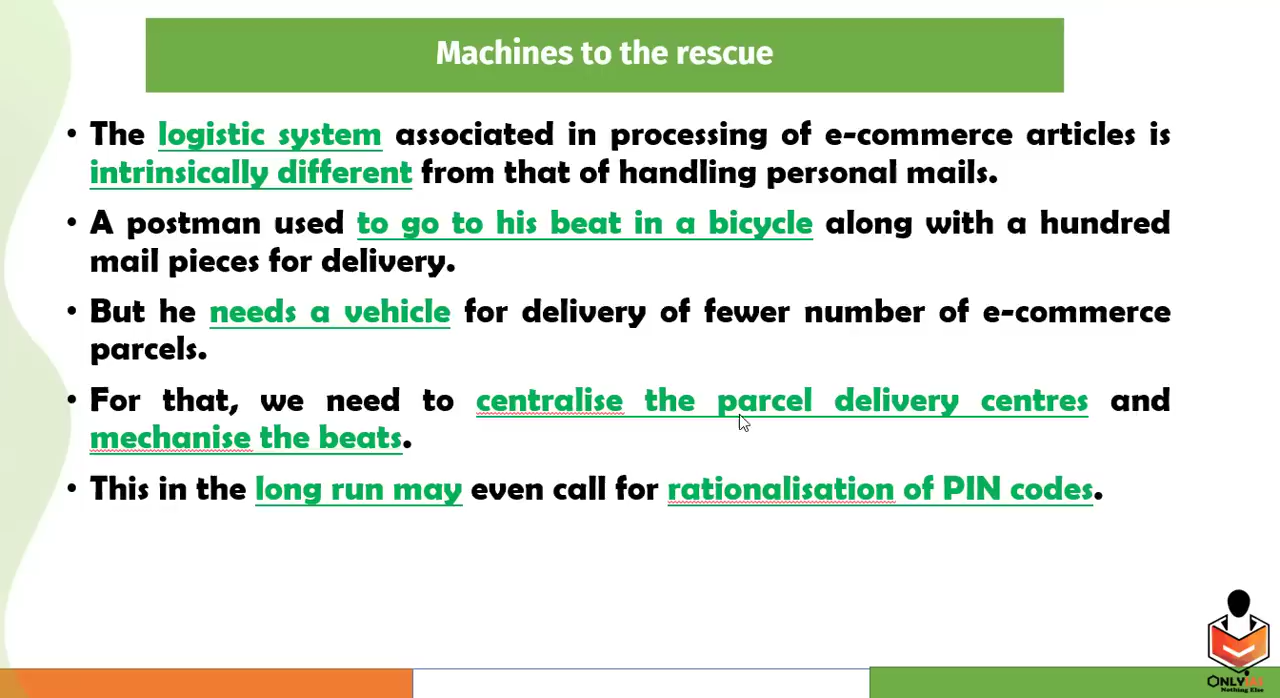 Machines to the rescue
• The logistic system associated in processing of e-commerce articles is
intrinsically different from that of handling personal mails.
• A postman used to go to his beat in a bicycle along with a hundred
mail pieces for delivery.
• But he needs a vehicle for delivery of fewer number of e-commerce
parcels.
• For that, we need to centralise the parcel delivery centres and
mechanise the beats.
• This in the long run may even call for rationalisation of PIN codes.
ONLY IAS
Nothing Else